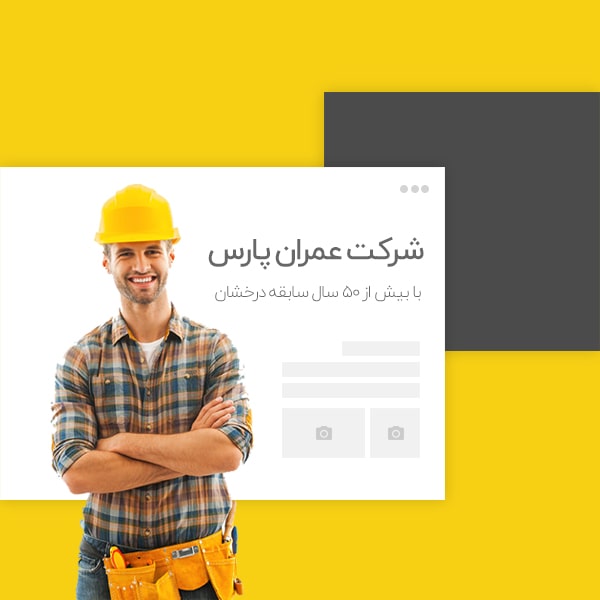 شرکت عمران پارس
با بیش از ۵۰ سال سابقه درخشان